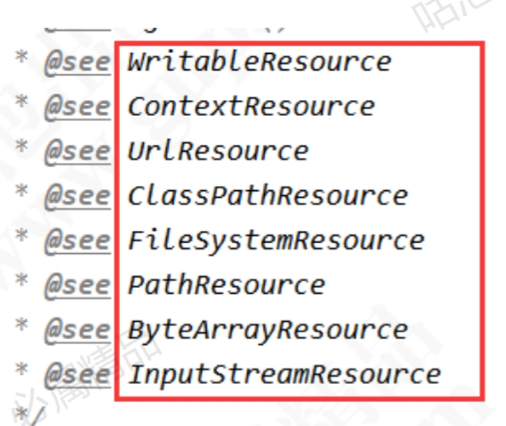 * @see WritableResource
* @see ContextResource
* @see UrlResource
* @see ClassPathResource
* @see FileSystemResource
* @see PathResource
* @see ByteArrayResource
* @see InputStreamResource
*/